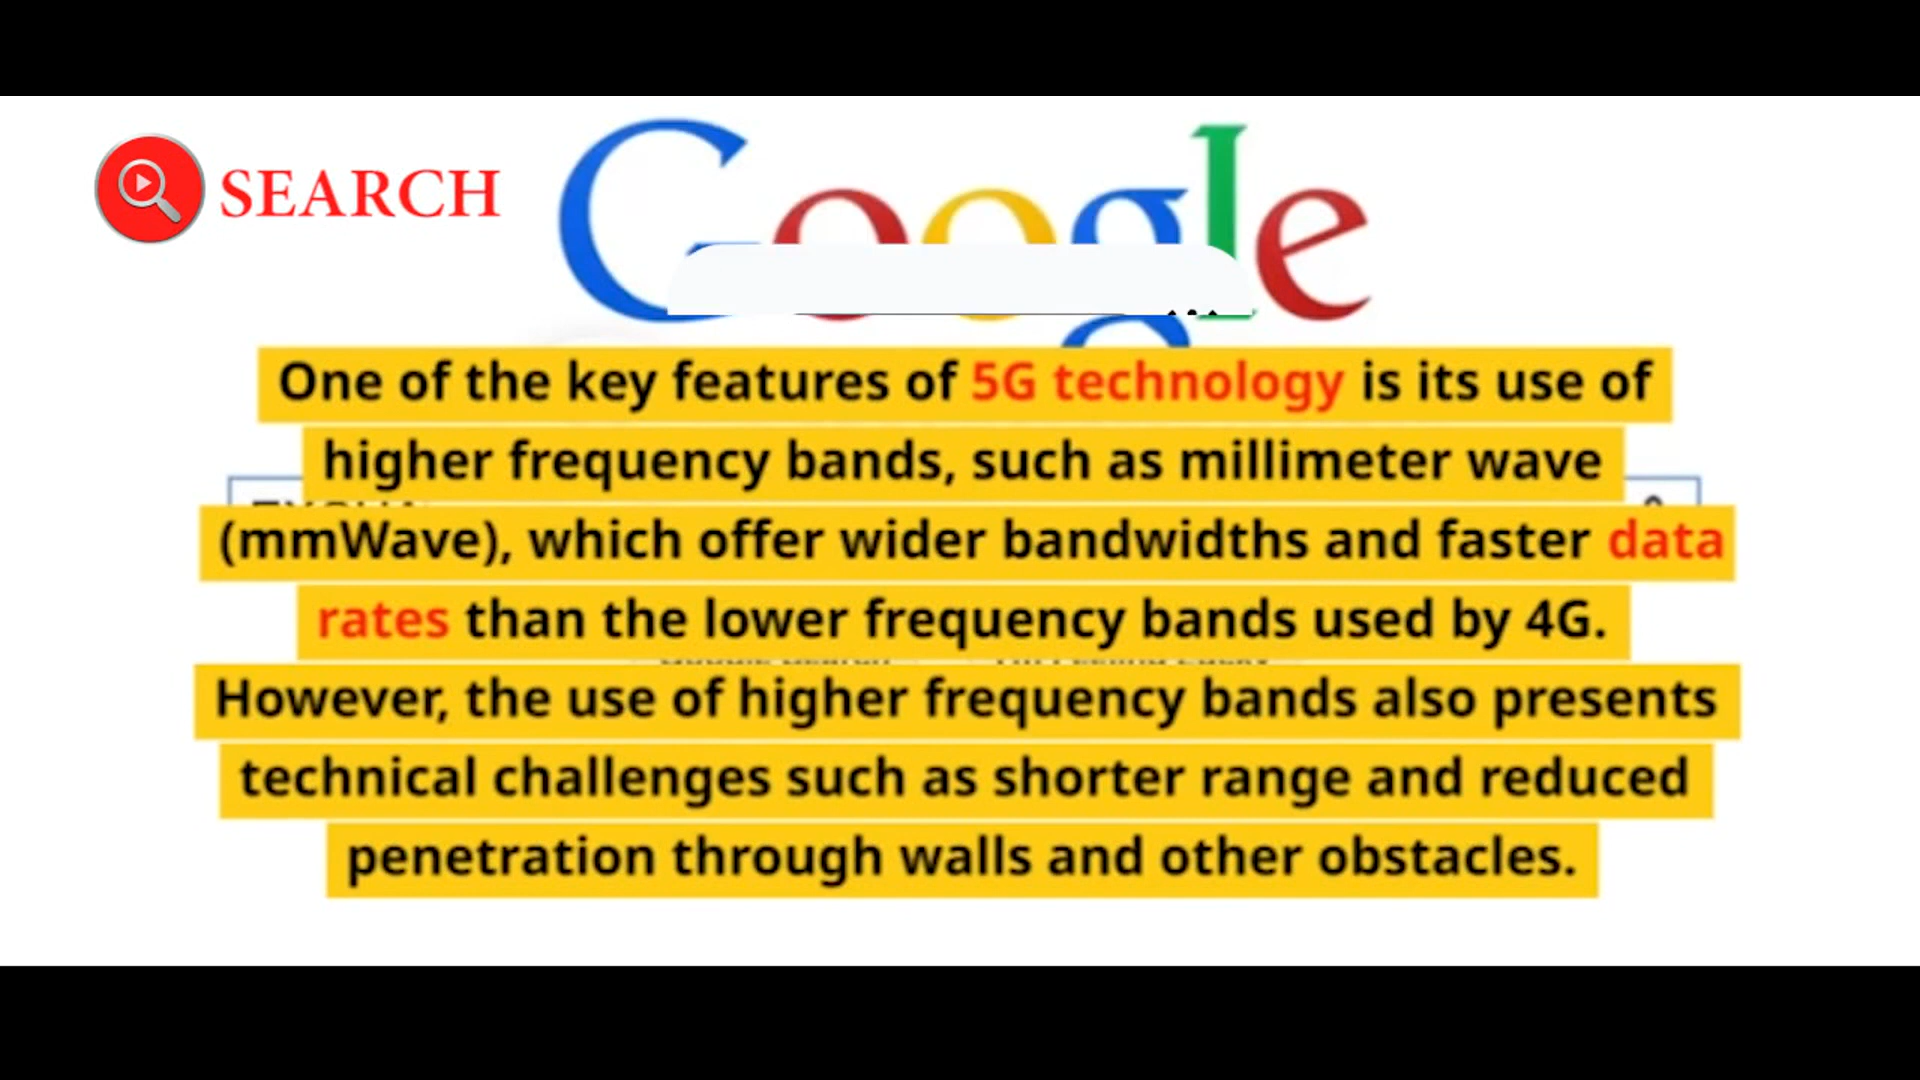 SEARCH
Google
One of the key features of 5G technology is its use of
higher frequency bands, such as millimeter wave
(mmWave), which offer wider bandwidths and faster data
rates than the lower frequency bands used by 4G.
However, the use of higher frequency bands also presents
technical challenges such as shorter range and reduced
penetration through walls and other obstacles.